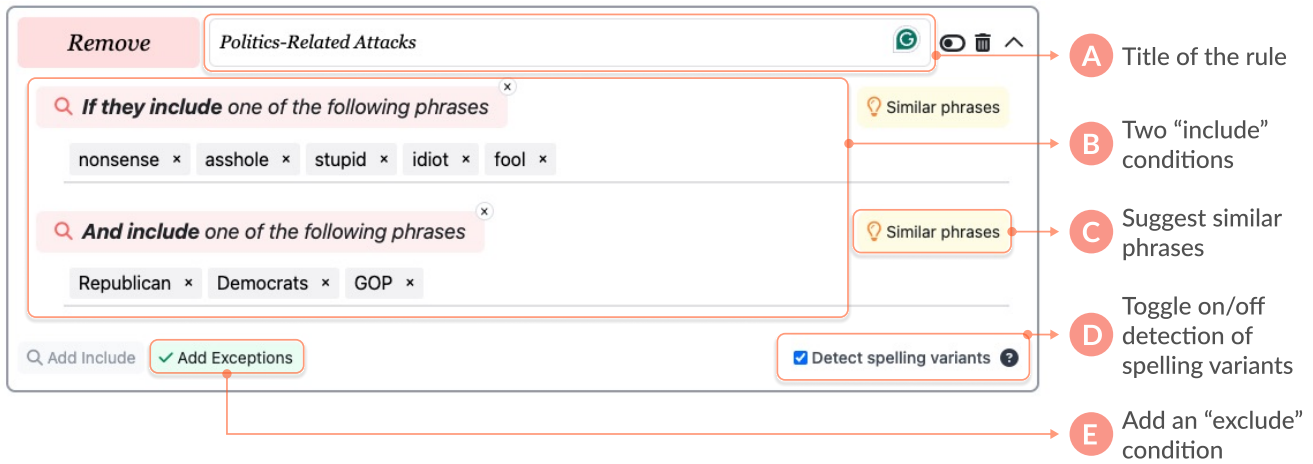 Remove
Politics-Related Attacks
A
Title of the rule
If they include one of the following phrases
×
Similar phrases
nonsense × asshole × stupid × idiot × fool ×
B
Two “include”
conditions
And include one of the following phrases
×
Similar phrases
C
Suggest similar
phrases
Republican × Democrats × GOP ×
Add Include
Add Exceptions
Detect spelling variants ?
D
Toggle on/off
detection of
spelling variants
E
Add an “exclude”
condition